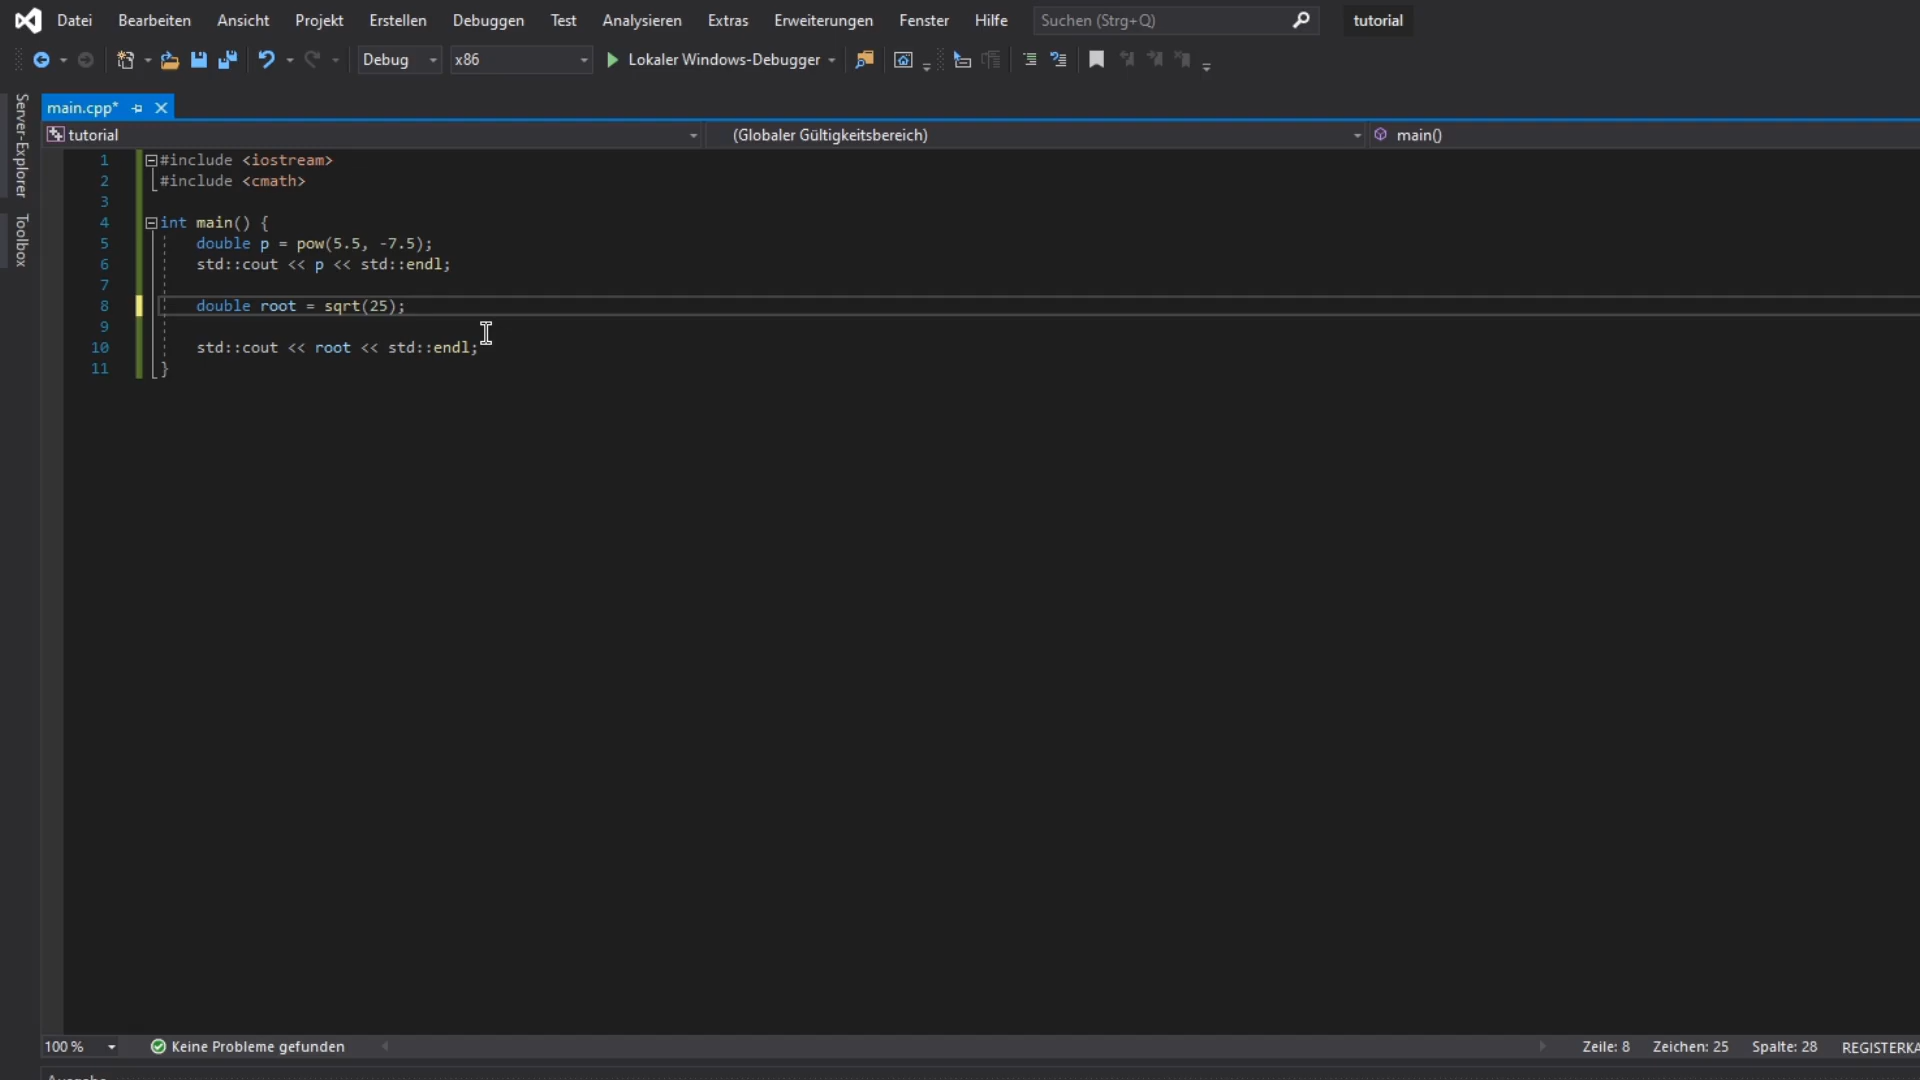 Datei Bearbeiten Ansicht Projekt Erstellen Debuggen Test Analysieren Extras Erweiterungen Fenster Hilfe Suchen (Strg+Q) tutorial
Debug x86 Lokaler Windows-Debugger
Server-Explorer
Toolbox
main.cpp*
tutorial (Globaler Gültigkeitsbereich) main()
1 #include <iostream>
2 #include <cmath>
3
4 int main() {
5 double p = pow(5.5, -7.5);
6 std::cout << p << std::endl;
7
8 double root = sqrt(25);
9
10 std::cout << root << std::endl;
11 }
100 % Keine Probleme gefunden Zeile: 8 Zeichen: 25 Spalte: 28 REGISTERKA
Ausgabe